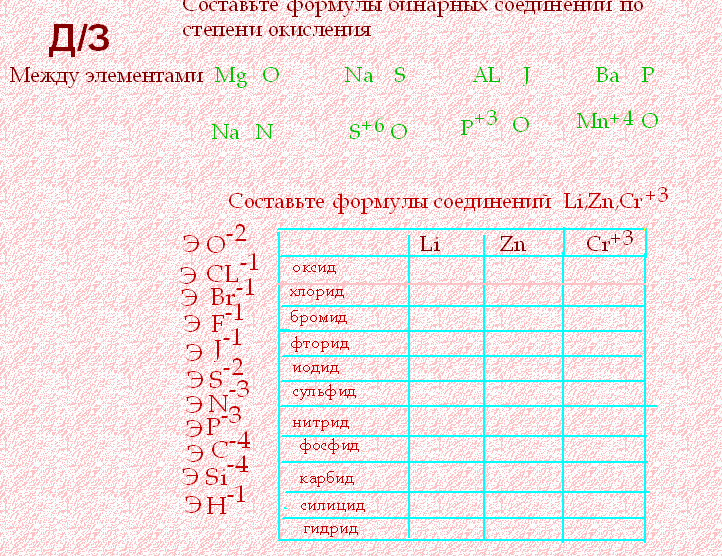 Составьте формулы бинарных соединений по
степени окисления
Д/З
Между элементами Mg O Na S AL J Ba P
Na N S+6 O P+3 O Mn+4 O
Составьте формулы соединений Li,Zn,Cr+3
Э O-2
Li Zn Cr+3
Э CL-1
оксид
Э Br-1
хлорид
Э F-1
бромид
Э J-1
фторид
Э S-2
иодид
Э N-3
сульфид
Э P-3
нитрид
Э C-4
фосфид
Э Si-4
карбид
Э H-1
силицид
гидрид